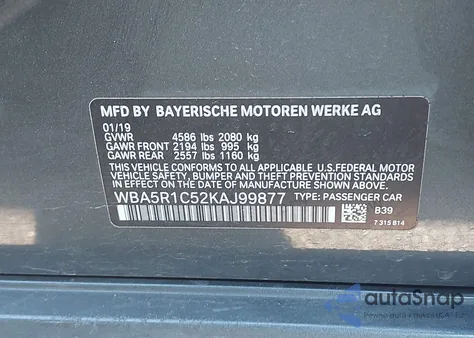 MFD BY BAYERISCHE MOTOREN WERKE AG
01/19
GVWR 4586 lbs 2080 kg
GAWR FRONT 2194 lbs 995 kg
GAWR REAR 2557 lbs 1160 kg
THIS VEHICLE CONFORMS TO ALL APPLICABLE U.S.FEDERAL MOTOR
VEHICLE SAFETY, BUMPER, AND THEFT
PREVENTION STANDARDS IN EFFECT ON THE DATE OF MANUFACTURE SHOWN ABOVE.
WBA5R1C52KAJ99877 TYPE: PASSENGER CAR
B39
7 315 814
autoSnap